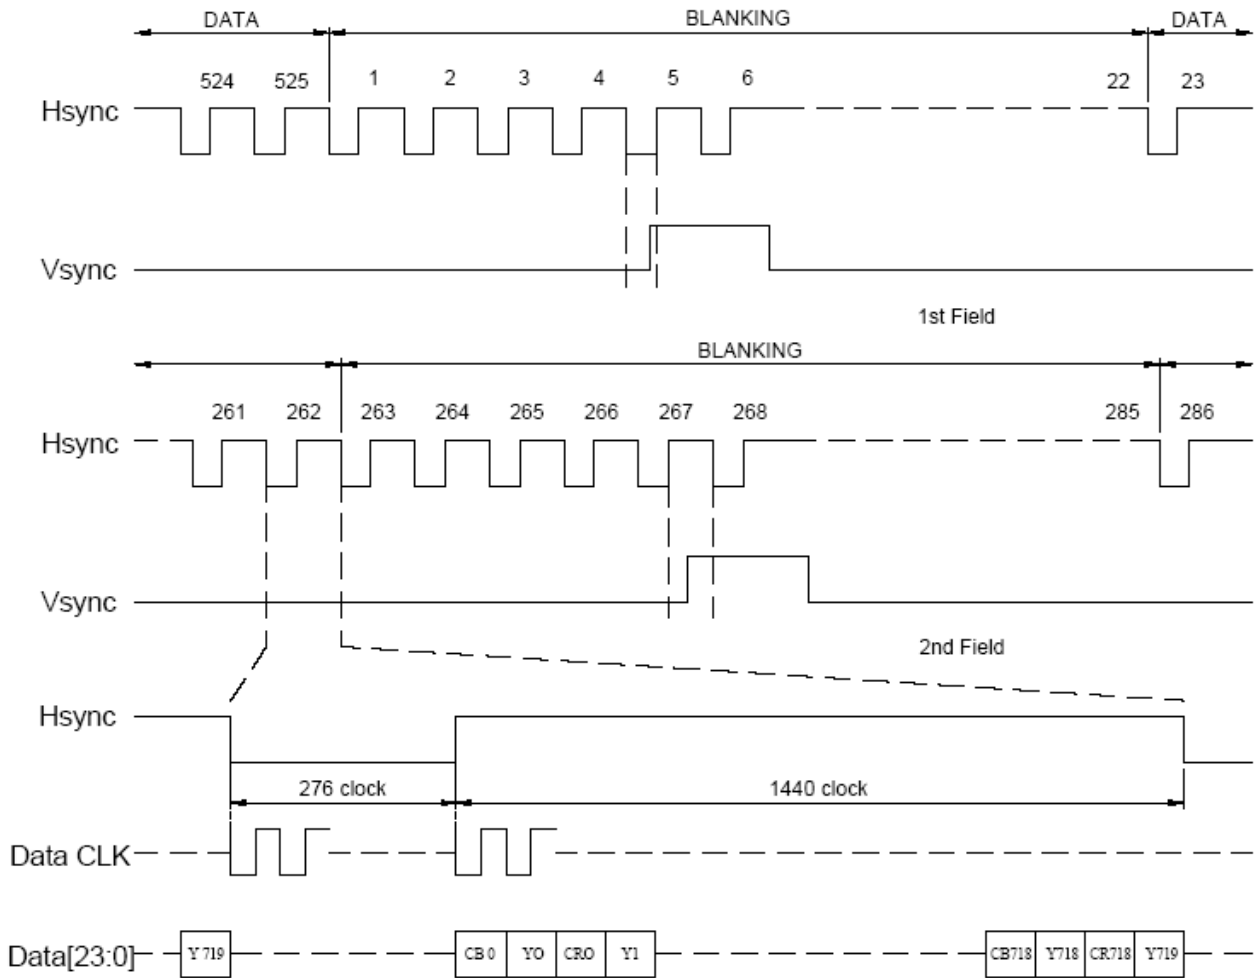 DATA BLANKING DATA
524 525 1 2 3 4 5 6 22 23
Hsync
Vsync
1st Field
BLANKING
261 262 263 264 265 266 267 268 285 286
Hsync
Vsync
2nd Field
Hsync
276 clock 1440 clock
Data CLK
Data[23:0] Y719 CB0 Y0 CR0 Y1 CB718 Y718 CR718 Y719